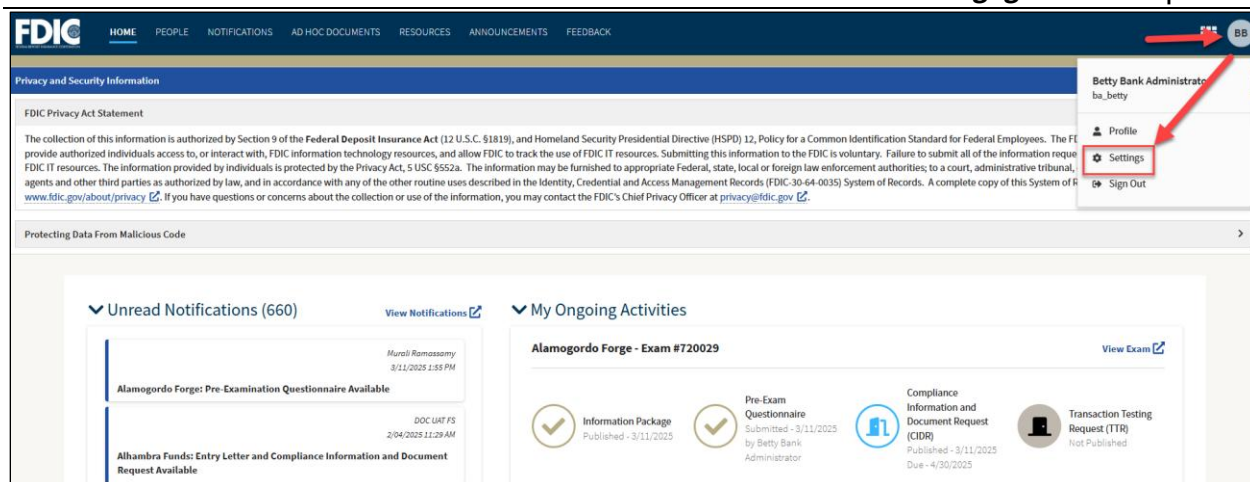 FDIC HOME PEOPLE NOTIFICATIONS AD HOC DOCUMENTS RESOURCES ANNOUNCEMENTS FEEDBACK BB
Privacy and Security Information
Betty Bank Administrator
ba_betty
Profile
Settings
Sign Out
FDIC Privacy Act Statement
The collection of this information is authorized by Section 9 of the Federal Deposit Insurance Act (12 U.S.C. §1819), and Homeland Security Presidential Directive (HSPD) 12, Policy for a Common Identification Standard for Federal Employees. The
provide authorized individuals access to, or interact with, FDIC information technology resources, and allow FDIC to track the use of FDIC IT resources. Submitting this information to the FDIC is voluntary. Failure to submit all of the information
FDIC IT resources. The information provided by individuals is protected by the Privacy Act, 5 USC §552a. The information may be furnished to appropriate Federal, state, local or foreign law enforcement authorities; to a court, administrative tribunal,
agents and other third parties as authorized by law, and in accordance with any of the other routine uses described in the Identity, Credential and Access Management Records (FDIC-30-64-0035) System of Records. A complete copy of this System of
www.fdic.gov/about/privacy. If you have questions or concerns about the collection or use of the information, you may contact the FDIC's Chief Privacy Officer at privacy@fdic.gov.
Protecting Data From Malicious Code
Unread Notifications (660) View Notifications
Murali Ramassamy
3/11/2025 1:55 PM
Alamogordo Forge: Pre-Examination Questionnaire Available
DOC UAT FS
2/04/2025 11:29 AM
Alhambra Funds: Entry Letter and Compliance Information and Document
Request Available
My Ongoing Activities
Alamogordo Forge - Exam #720029 View Exam
Information Package
Published - 3/11/2025
Pre-Exam
Questionnaire
Submitted - 3/11/2025
by Betty Bank
Administrator
Compliance
Information and
Document Request
(CIDR)
Published - 3/11/2025
Due - 4/30/2025
Transaction Testing
Request (TTR)
Not Published